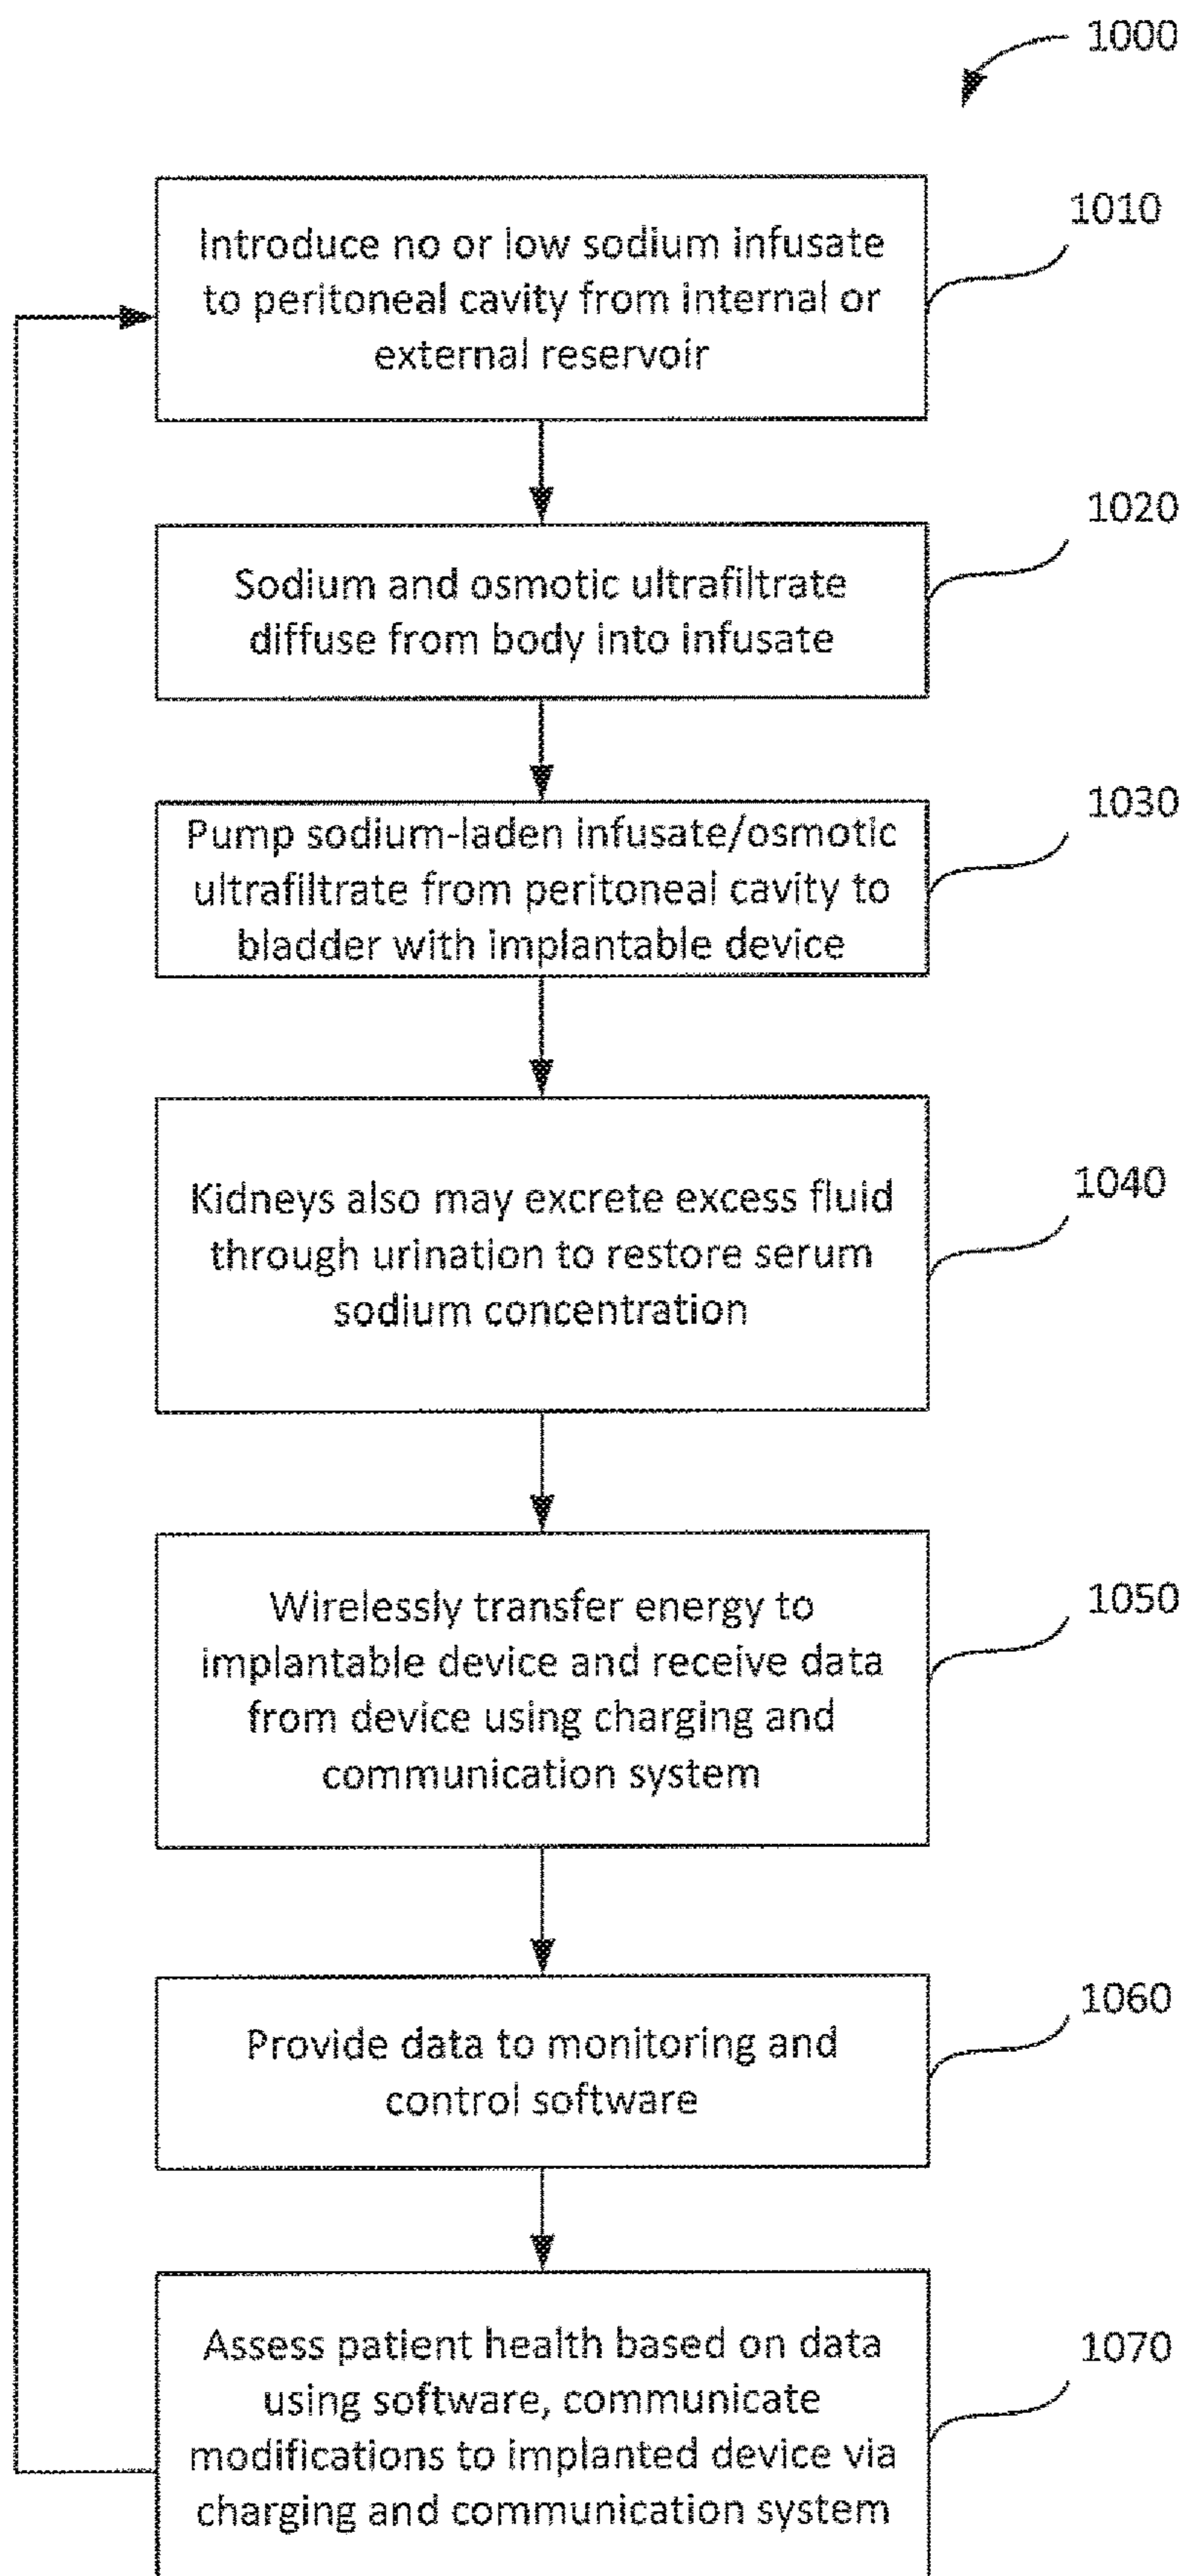 1000
Introduce no or low sodium infusate
to peritoneal cavity from internal or
external reservoir
1010
Sodium and osmotic ultrafiltrate
diffuse from body into infusate
1020
Pump sodium-laden infusate/osmotic
ultrafiltrate from peritoneal cavity to
bladder with implantable device
1030
Kidneys also may excrete excess fluid
through urination to restore serum
sodium concentration
1040
Wirelessly transfer energy to
implantable device and receive data
from device using charging and
communication system
1050
Provide data to monitoring and
control software
1060
Assess patient health based on data
using software, communicate
modifications to implanted device via
charging and communication system
1070